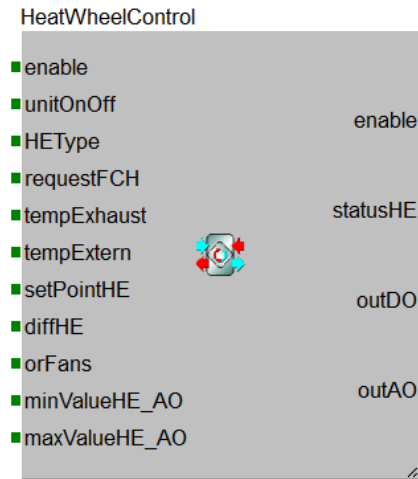 HeatWheelControl
enable
unitOnOff
HEType
requestFCH
tempExhaust
tempExtern
setPointHE
diffHE
orFans
minValueHE_AO
maxValueHE_AO
enable
statusHE
outDO
outAO